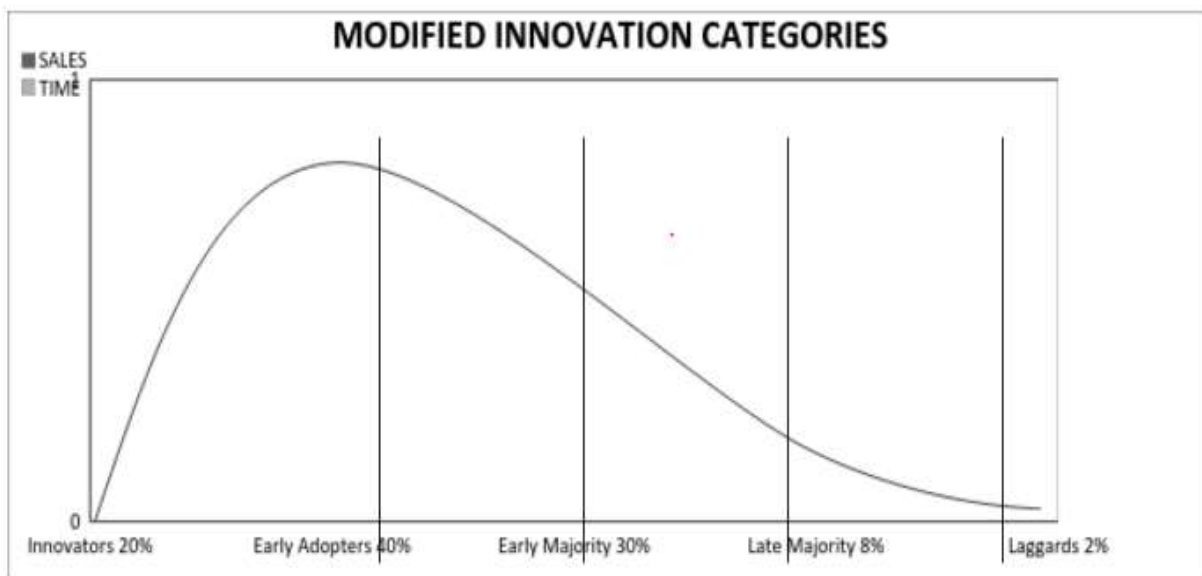 MODIFIED INNOVATION CATEGORIES
SALES
TIME
1
0
Innovators 20%
Early Adopters 40%
Early Majority 30%
Late Majority 8%
Laggards 2%